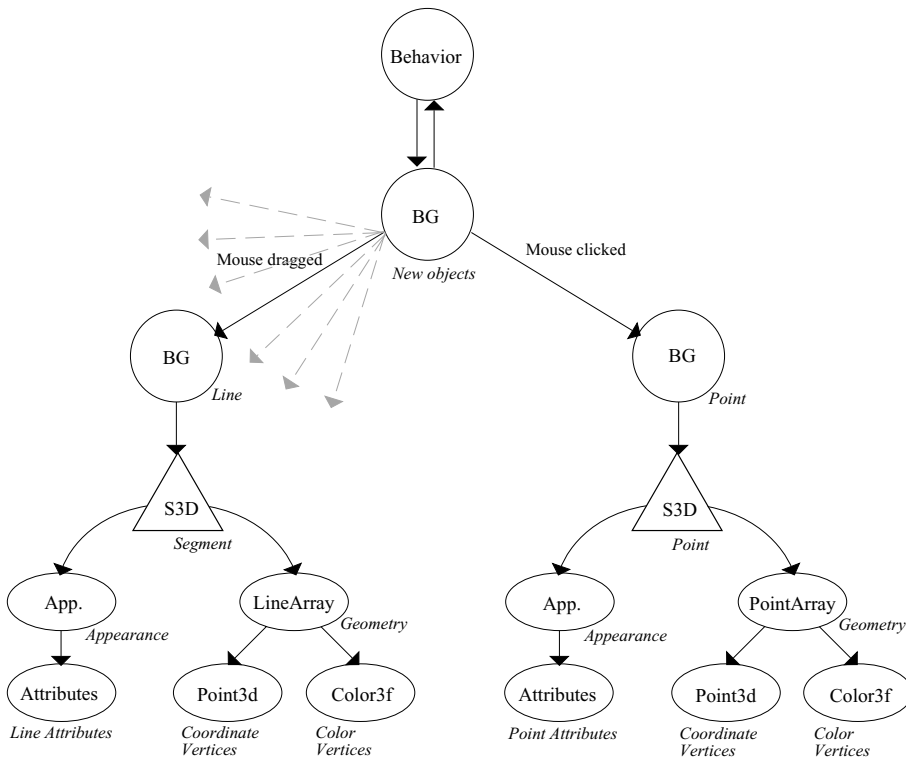 Behavior
BG
New objects
Mouse dragged
Mouse clicked
BG
Line
BG
Point
S3D
Segment
S3D
Point
App.
Appearance
LineArray
Geometry
App.
Appearance
PointArray
Geometry
Attributes
Line Attributes
Point3d
Coordinate
Vertices
Color3f
Color
Vertices
Attributes
Point Attributes
Point3d
Coordinate
Vertices
Color3f
Color
Vertices